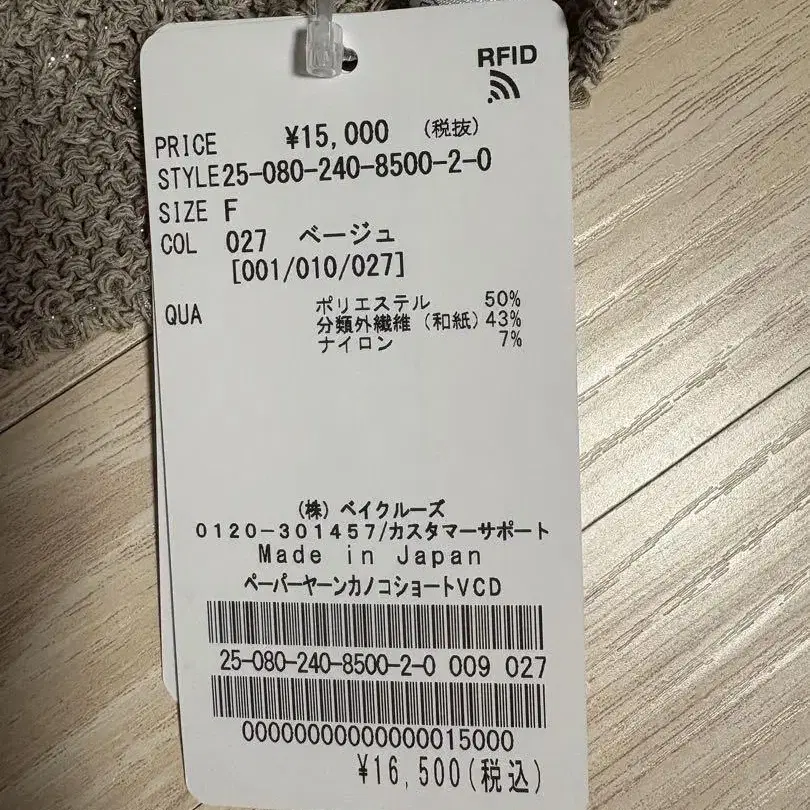 RFID
PRICE ¥15,000 (税抜)
STYLE25-080-240-8500-2-0
SIZE F
COL 027 ベージュ
[001/010/027]
QUA ポリエステル 50%
分類外繊維(和紙)43%
ナイロン 7%
(株)ベイクルーズ
0120-301457/カスタマーサポート
Made in Japan
ペーパーヤーンカノコショートVCD
25-080-240-8500-2-0 009 027
00000000000000015000
¥16,500(税込)